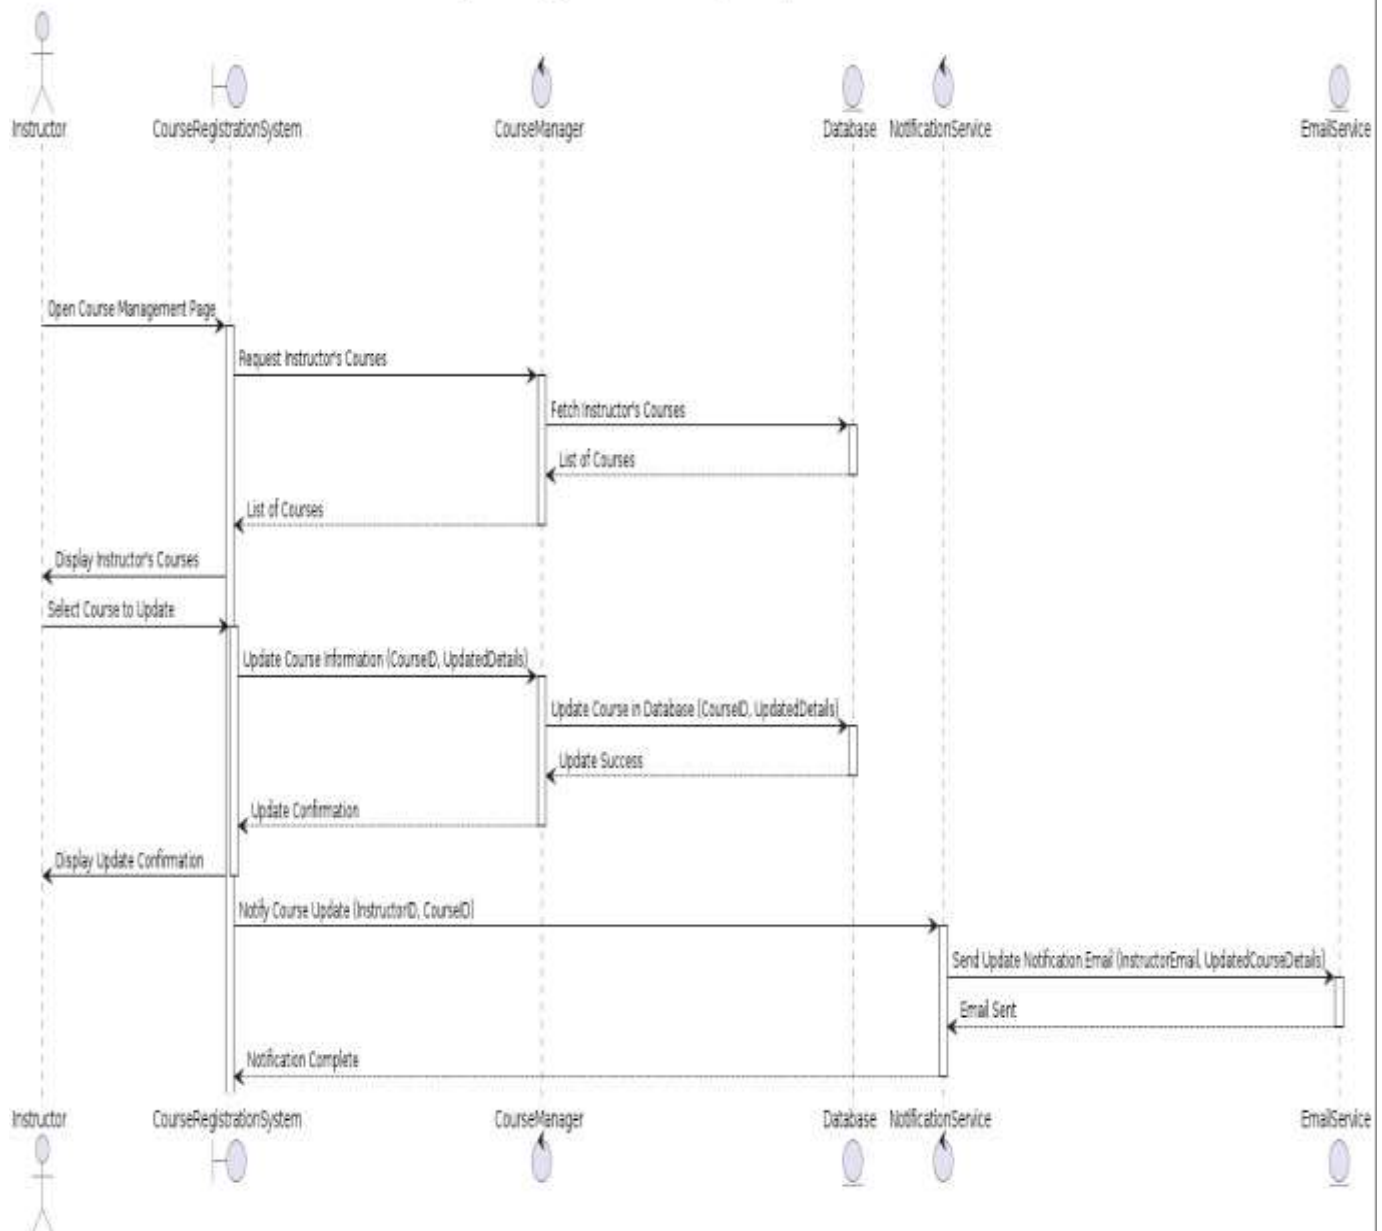 Instructor CourseRegistrationSystem CourseManager Database NotificationService EmailService
Open Course Management Page
Request Instructor's Courses
Fetch Instructor's Courses
List of Courses
List of Courses
Display Instructor's Courses
Select Course to Update
Update Course Information (CourseID, UpdatedDetails)
Update Course in Database (CourseID, UpdatedDetails)
Update Success
Update Confirmation
Display Update Confirmation
Notify Course Update (InstructorID, CourseID)
Send Update Notification Email (InstructorEmail, UpdatedCourseDetails)
Email Sent
Notification Complete
Instructor CourseRegistrationSystem CourseManager Database NotificationService EmailService